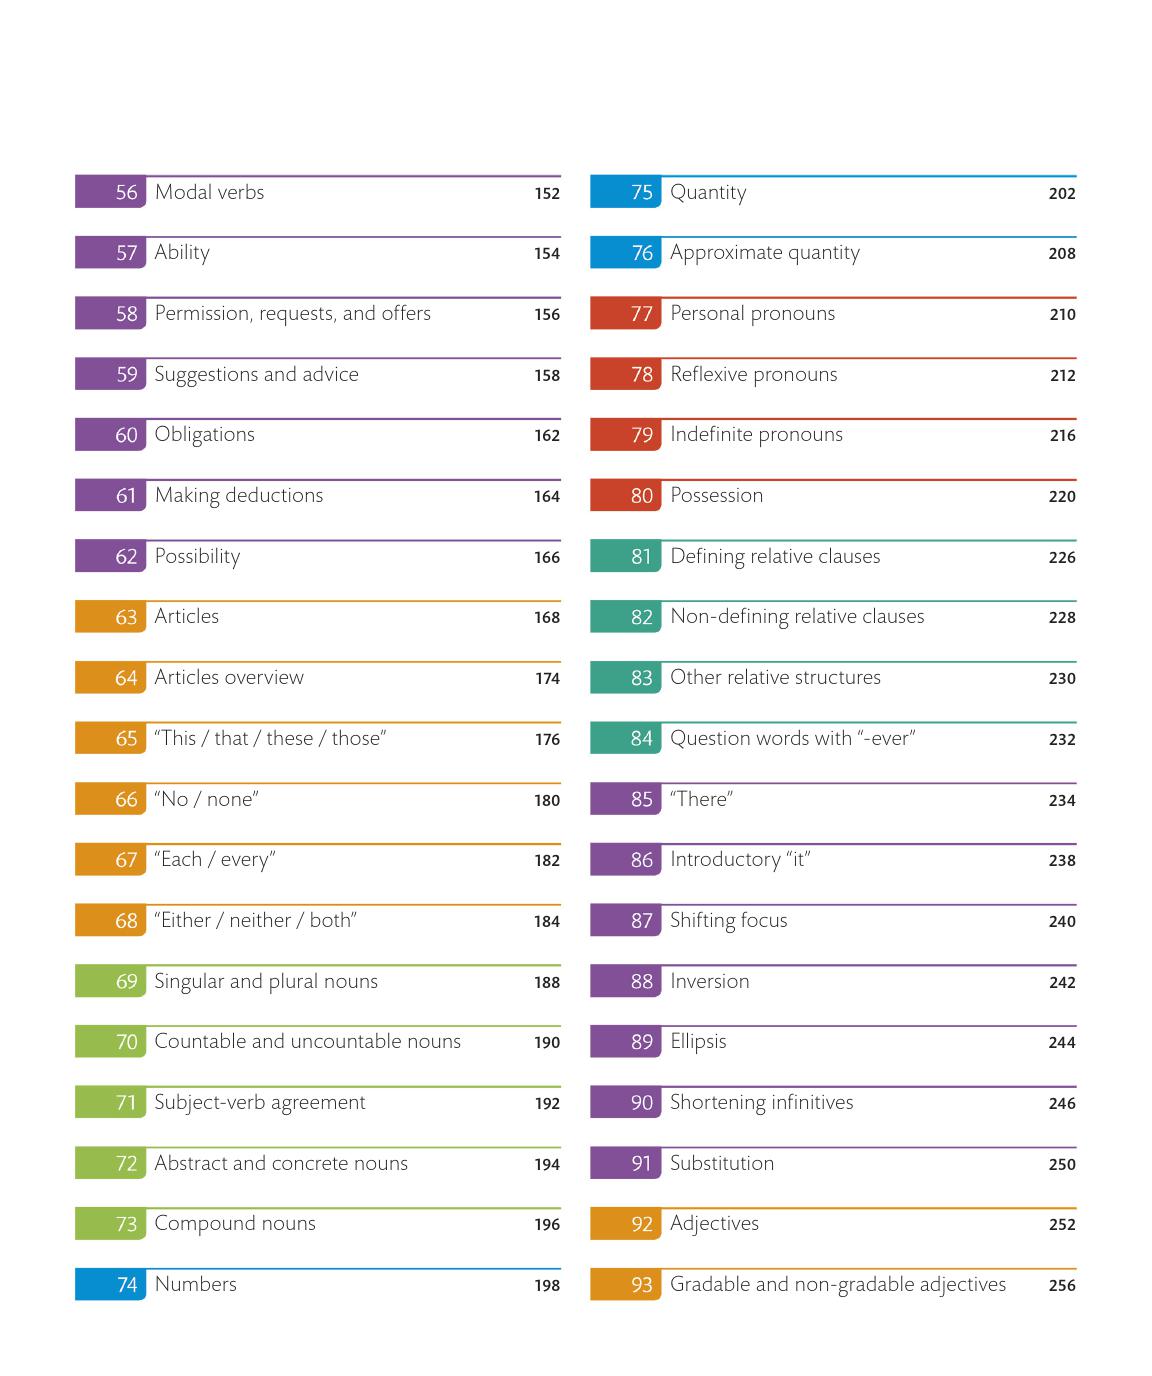 56 Modal verbs 152
57 Ability 154
58 Permission, requests, and offers 156
59 Suggestions and advice 158
60 Obligations 162
61 Making deductions 164
62 Possibility 166
63 Articles 168
64 Articles overview 174
65 “This / that / these / those” 176
66 “No / none” 180
67 “Each / every” 182
68 “Either / neither / both” 184
69 Singular and plural nouns 188
70 Countable and uncountable nouns 190
71 Subject-verb agreement 192
72 Abstract and concrete nouns 194
73 Compound nouns 196
74 Numbers 198
75 Quantity 202
76 Approximate quantity 208
77 Personal pronouns 210
78 Reflexive pronouns 212
79 Indefinite pronouns 216
80 Possession 220
81 Defining relative clauses 226
82 Non-defining relative clauses 228
83 Other relative structures 230
84 Question words with “-ever” 232
85 “There” 234
86 Introductory “it” 238
87 Shifting focus 240
88 Inversion 242
89 Ellipsis 244
90 Shortening infinitives 246
91 Substitution 250
92 Adjectives 252
93 Gradable and non-gradable adjectives 256